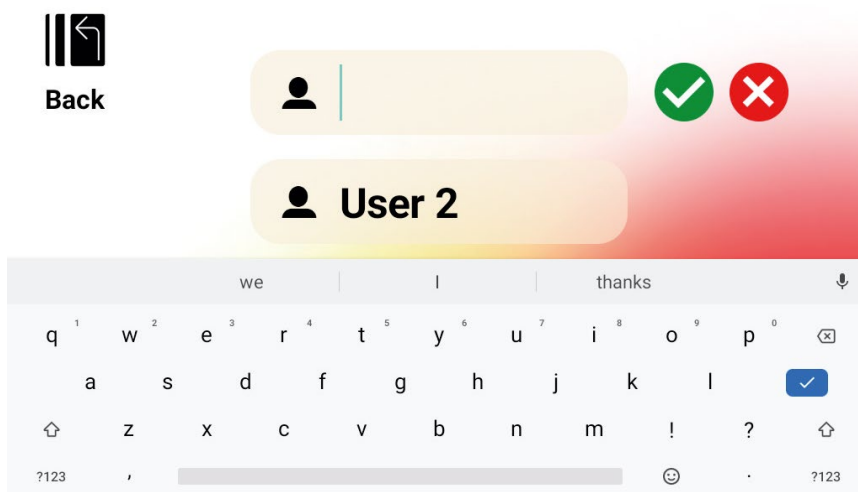 Back
User 2
we I thanks
q 1 w 2 e 3 r 4 t 5 y 6 u 7 i 8 o 9 p 0
a s d f g h j k l
z x c v b n m ! ?
?123 , . ?123